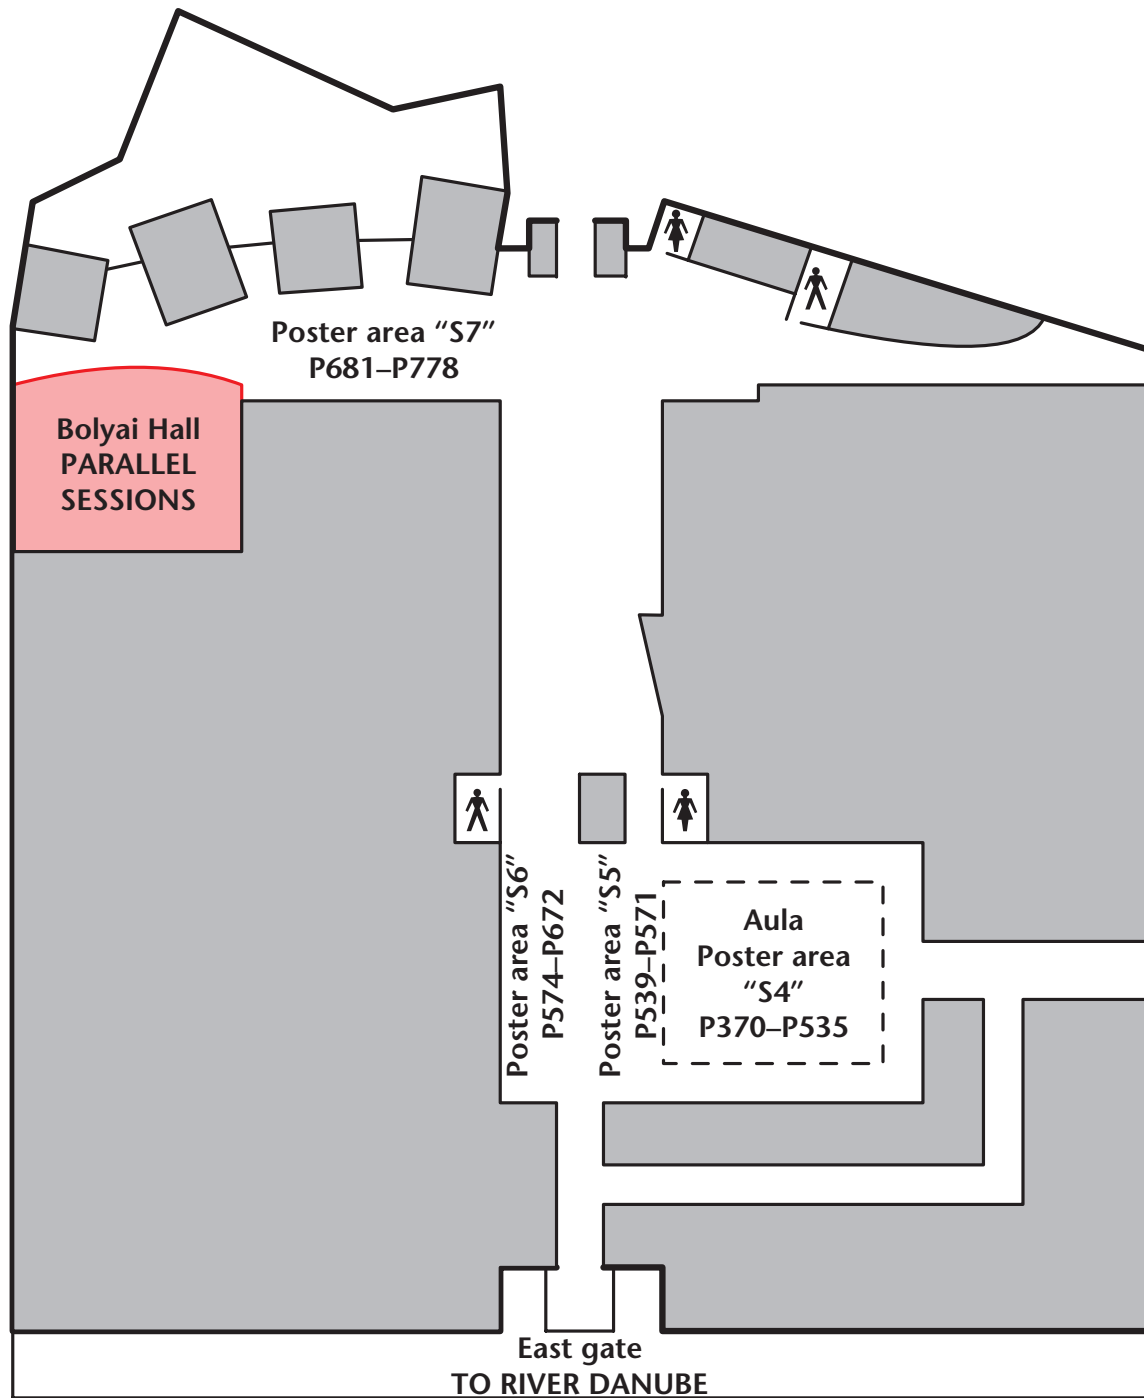 Poster area “S7”
P681–P778
Bolyai Hall
PARALLEL
SESSIONS
Poster area “S6”
P574–P672
Poster area “S5”
P539–P571
Aula
Poster area
“S4”
P370–P535
East gate
TO RIVER DANUBE